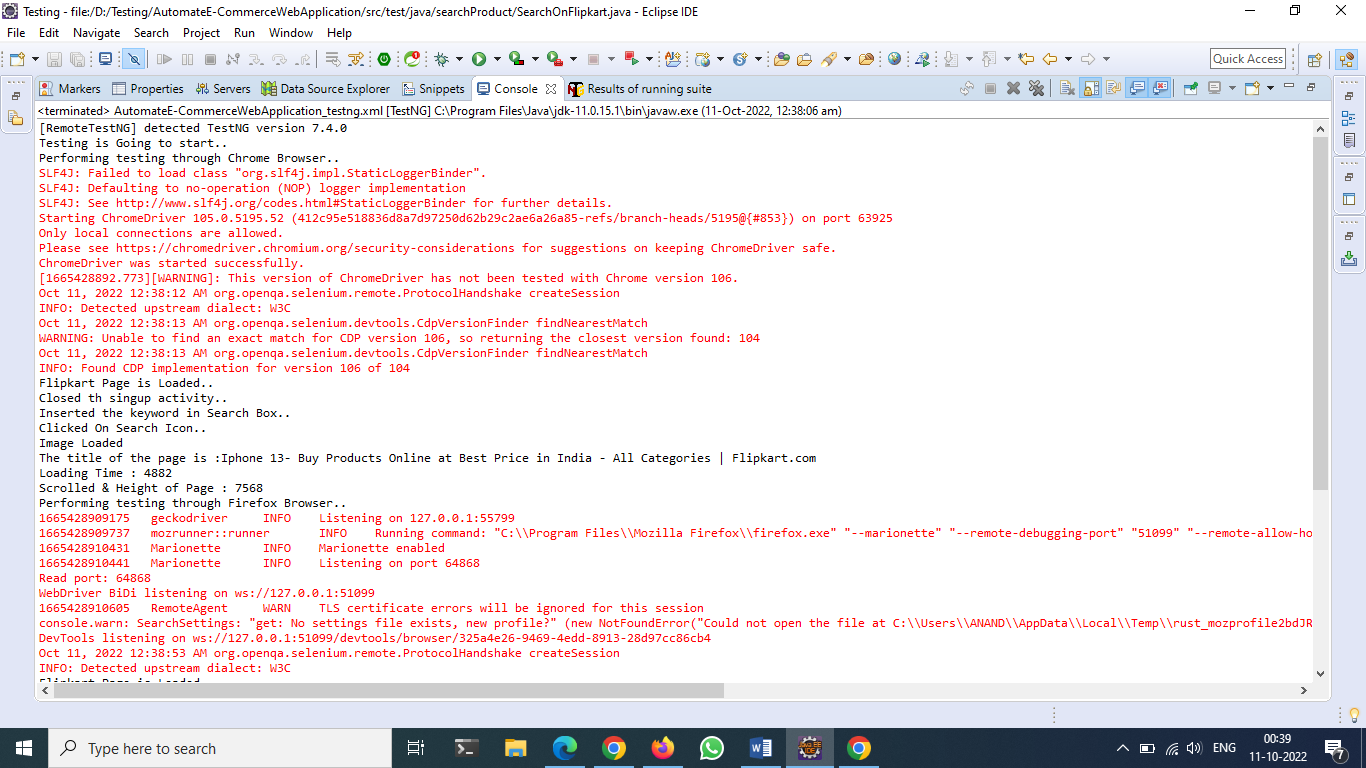 Testing - file:/D:/Testing/AutomateE-CommerceWebApplication/src/test/java/searchProduct/SearchOnFlipkart.java - Eclipse IDE
File Edit Navigate Search Project Run Window Help
Quick Access
Markers Properties Servers Data Source Explorer Snippets Console Results of running suite
<terminated> AutomateE-CommerceWebApplication_testng.xml [TestNG] C:\Program Files\Java\jdk-11.0.15.1\bin\javaw.exe (11-Oct-2022, 12:38:06 am)
[RemoteTestNG] detected TestNG version 7.4.0
Testing is Going to start..
Performing testing through Chrome Browser..
SLF4J: Failed to load class "org.slf4j.impl.StaticLoggerBinder".
SLF4J: Defaulting to no-operation (NOP) logger implementation
SLF4J: See http://www.slf4j.org/codes.html#StaticLoggerBinder for further details.
Starting ChromeDriver 105.0.5195.52 (412c95e518836d8a7d97250d62b29c2ae6a26a85-refs/branch-heads/5195@{#853}) on port 63925
Only local connections are allowed.
Please see https://chromedriver.chromium.org/security-considerations for suggestions on keeping ChromeDriver safe.
ChromeDriver was started successfully.
[1665428892.773][WARNING]: This version of ChromeDriver has not been tested with Chrome version 106.
Oct 11, 2022 12:38:12 AM org.openqa.selenium.remote.ProtocolHandshake createSession
INFO: Detected upstream dialect: W3C
Oct 11, 2022 12:38:13 AM org.openqa.selenium.devtools.CdpVersionFinder findNearestMatch
WARNING: Unable to find an exact match for CDP version 106, so returning the closest version found: 104
Oct 11, 2022 12:38:13 AM org.openqa.selenium.devtools.CdpVersionFinder findNearestMatch
INFO: Found CDP implementation for version 106 of 104
Flipkart Page is Loaded..
Closed th singup activity..
Inserted the keyword in Search Box..
Clicked On Search Icon..
Image Loaded
The title of the page is :Iphone 13- Buy Products Online at Best Price in India - All Categories | Flipkart.com
Loading Time : 4882
Scrolled & Height of Page : 7568
Performing testing through Firefox Browser..
1665428909175 geckodriver INFO Listening on 127.0.0.1:55799
1665428909737 mozrunner::runner INFO Running command: "C:\\Program Files\\Mozilla Firefox\\firefox.exe" "--marionette" "--remote-debugging-port" "51099" "--remote-allow-ho
1665428910431 Marionette INFO Marionette enabled
1665428910441 Marionette INFO Listening on port 64868
Read port: 64868
WebDriver BiDi listening on ws://127.0.0.1:51099
1665428910605 RemoteAgent WARN TLS certificate errors will be ignored for this session
console.warn: SearchSettings: "get: No settings file exists, new profile?" (new NotFoundError("Could not open the file at C:\\Users\\ANAND\\AppData\\Local\\Temp\\rust_mozprofile2bdJR
DevTools listening on ws://127.0.0.1:51099/devtools/browser/325a4e26-9469-4edd-8913-28d97cc86cb4
Oct 11, 2022 12:38:53 AM org.openqa.selenium.remote.ProtocolHandshake createSession
INFO: Detected upstream dialect: W3C
Flipkart Page is Loaded
Type here to search
ENG
00:39
11-10-2022
7